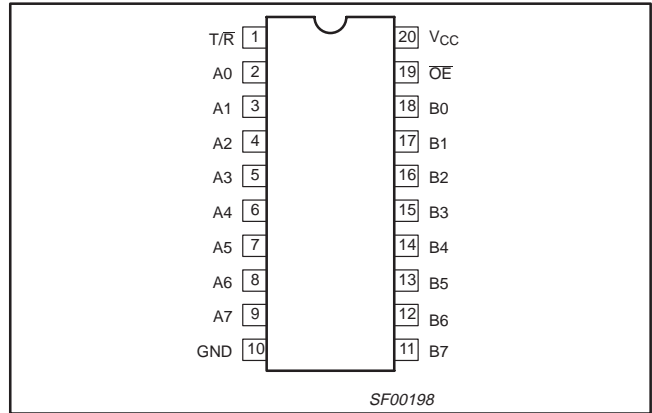 T/R̅ 1 20 VCC
A0 2 19 O̅E̅
A1 3 18 B0
A2 4 17 B1
A3 5 16 B2
A4 6 15 B3
A5 7 14 B4
A6 8 13 B5
A7 9 12 B6
GND 10 11 B7
SF00198